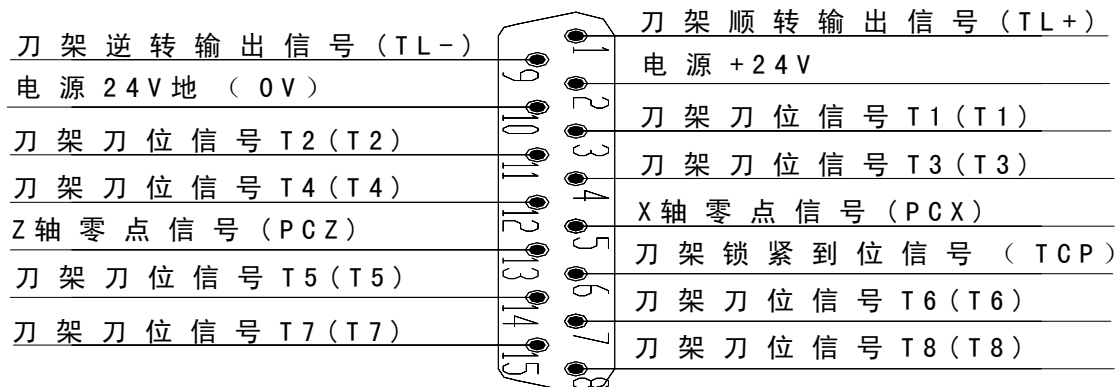 刀架顺转输出信号(TL+)
刀架逆转输出信号(TL-)
电源+24V
电源24V地(0V)
刀架刀位信号T1(T1)
刀架刀位信号T2(T2)
刀架刀位信号T3(T3)
刀架刀位信号T4(T4)
X轴零点信号(PCX)
Z轴零点信号(PCZ)
刀架锁紧到位信号(TCP)
刀架刀位信号T5(T5)
刀架刀位信号T6(T6)
刀架刀位信号T7(T7)
刀架刀位信号T8(T8)
1
9
2
10
3
11
4
12
5
13
6
14
7
15
8